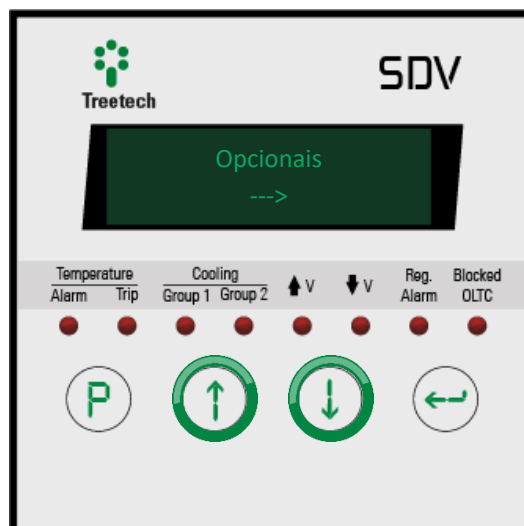 Treetech
SDV
Opcionais
--->
Temperature
Alarm Trip
Cooling
Group 1 Group 2
V
V
Reg.
Alarm
Blocked
OLTC
P